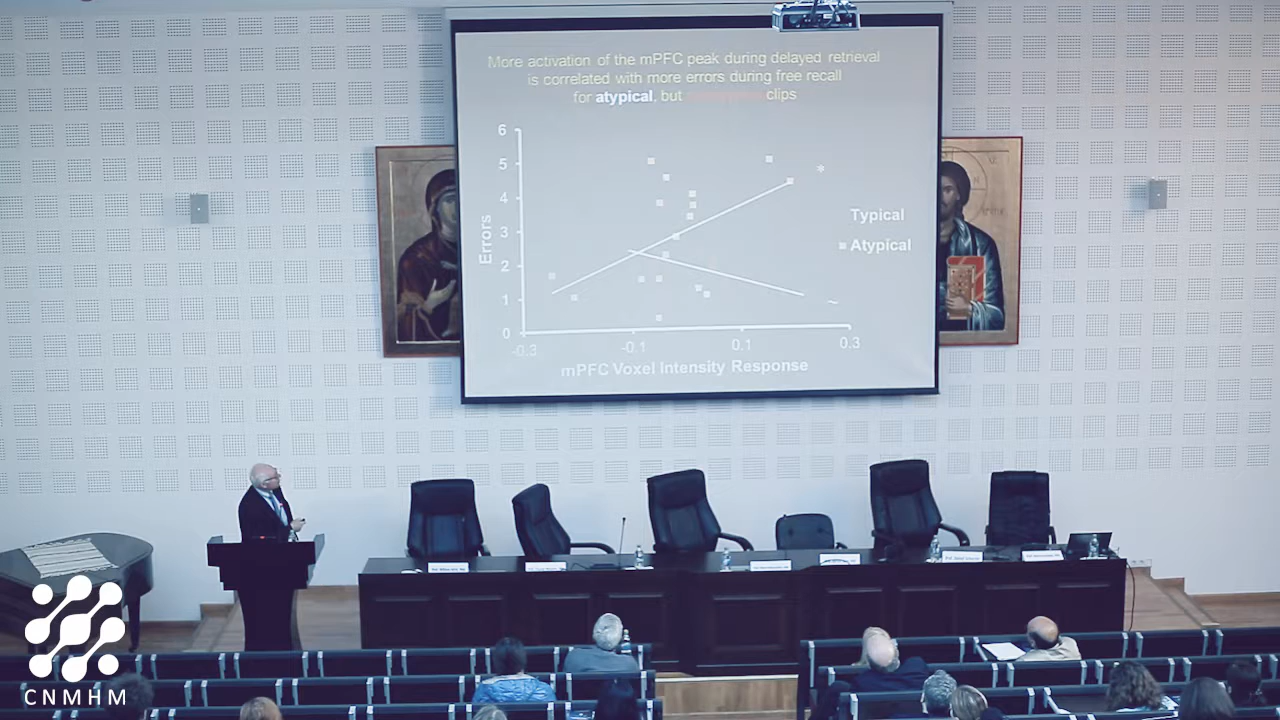 More activation of the mPFC peak during delayed retrieval
is correlated with more errors during free recall
for atypical, but clips
6
5
*
4
Typical
3
Errors
Atypical
2
1
~
0
-0.3 -0.1 0.1 0.3
mPFC Voxel Intensity Response
CNMHM